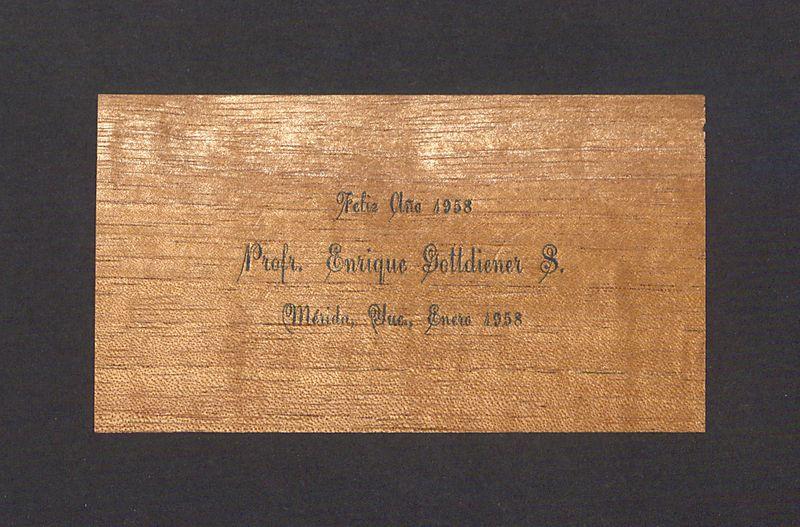 Feliz Año 1958
Profr. Enrique Gottdiener S.
Mérida, Yuc., Enero 1958